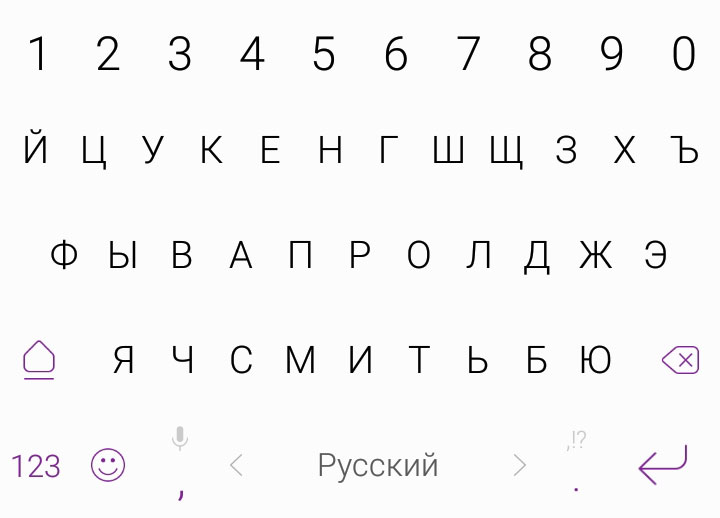 1 2 3 4 5 6 7 8 9 0
Й Ц У К Е Н Г Ш Щ З Х Ъ
Ф Ы В А П Р О Л Д Ж Э
Я Ч С М И Т Ь Б Ю
,!?
123 , < Русский > .